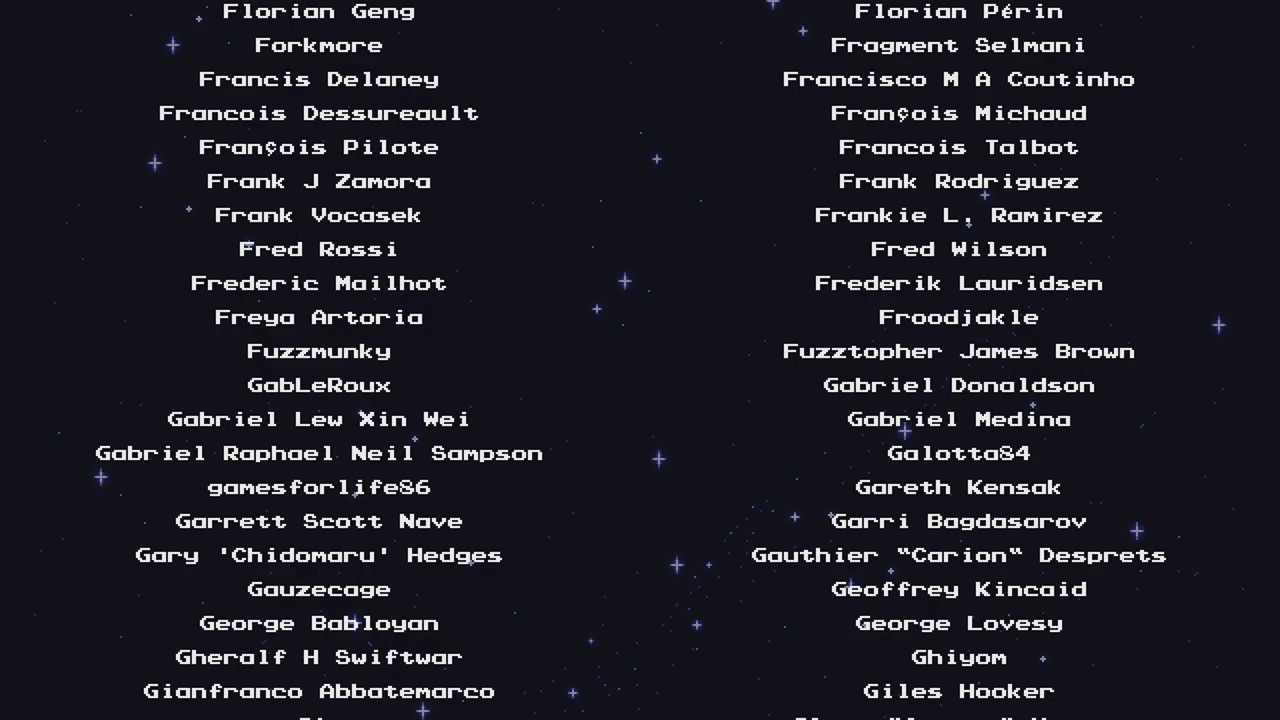 Florian Geng
Florian Périn
Forkmore
Fragment Selmani
Francis Delaney
Francisco M A Coutinho
Francois Dessureault
François Michaud
François Pilote
Francois Talbot
Frank J Zamora
Frank Rodriguez
Frank Vocasek
Frankie L. Ramirez
Fred Rossi
Fred Wilson
Frederic Mailhot
Frederik Lauridsen
Freya Artoria
Froodjakle
Fuzzmunky
Fuzztopher James Brown
GabLeRoux
Gabriel Donaldson
Gabriel Lew Xin Wei
Gabriel Medina
Gabriel Raphael Neil Sampson
Galotta84
gamesforlife86
Gareth Kensak
Garrett Scott Nave
Garri Bagdasarov
Gary 'Chidomaru' Hedges
Gauthier “Carion“ Desprets
Gauzecage
Geoffrey Kincaid
George Babloyan
George Lovesy
Gheralf H Swiftwar
Ghiyom
Gianfranco Abbatemarco
Giles Hooker